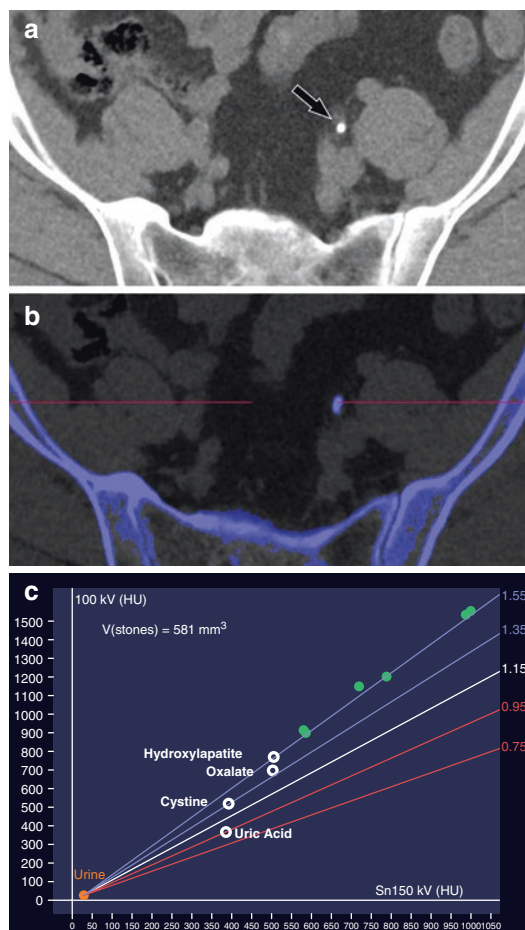 a
b
c
100 kV (HU)
V(stones) = 581 mm³
1500
1400
1300
1200
1100
1000
900
800
700
600
500
400
300
200
100
0
1.55
1.35
1.15
0.95
0.75
Hydroxylapatite
Oxalate
Cystine
Uric Acid
Urine
Sn150 kV (HU)
0 50 100 150 200 250 300 350 400 450 500 550 600 650 700 750 800 850 900 950 1000 1050